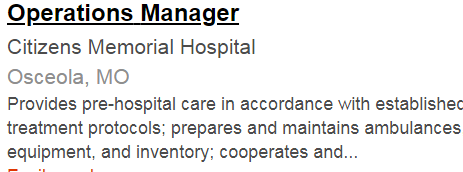 Operations Manager
Citizens Memorial Hospital
Osceola, MO
Provides pre-hospital care in accordance with established
treatment protocols; prepares and maintains ambulances
equipment, and inventory; cooperates and...